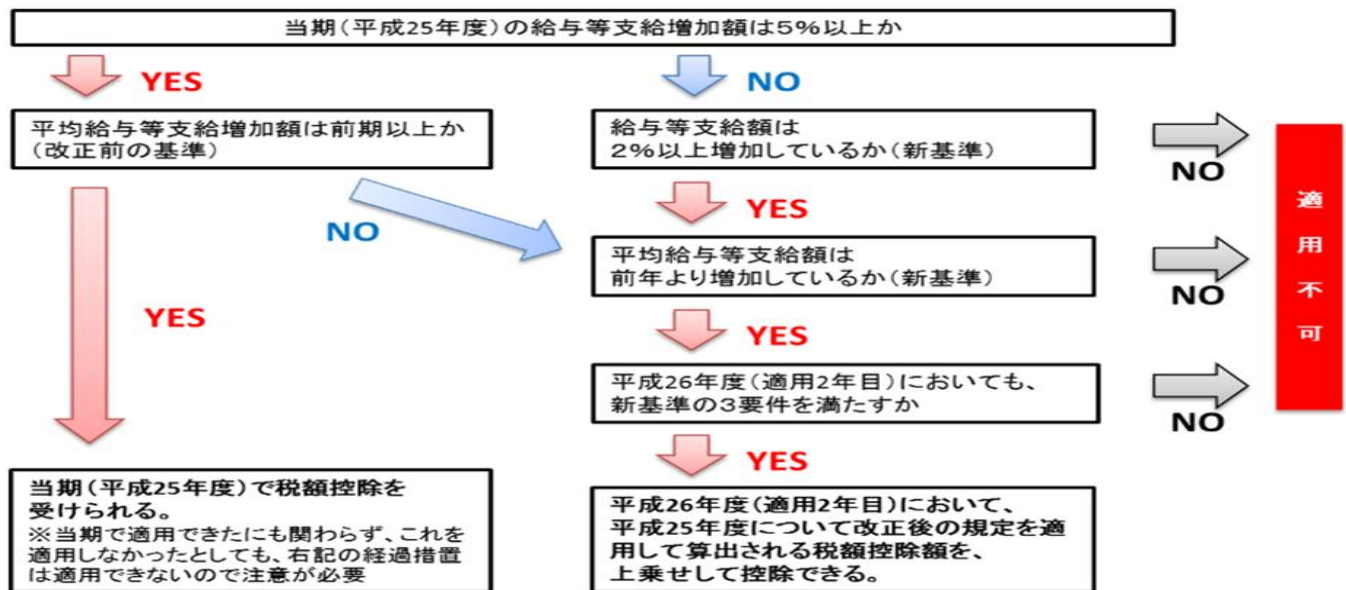 当期(平成25年度)の給与等支給増加額は5%以上か
YES
NO
平均給与等支給増加額は前期以上か
(改正前の基準)
給与等支給額は
2%以上増加しているか(新基準)
NO
YES
NO
平均給与等支給額は
前年より増加しているか(新基準)
NO
YES
YES
平成26年度(適用2年目)においても、
新基準の3要件を満たすか
NO
YES
適用不可
当期(平成25年度)で税額控除を
受けられる。
※当期で適用できたにも関わらず、これを
適用しなかったとしても、右記の経過措置
は適用できないので注意が必要
平成26年度(適用2年目)において、
平成25年度について改正後の規定を適
用して算出される税額控除額を、
上乗せして控除できる。